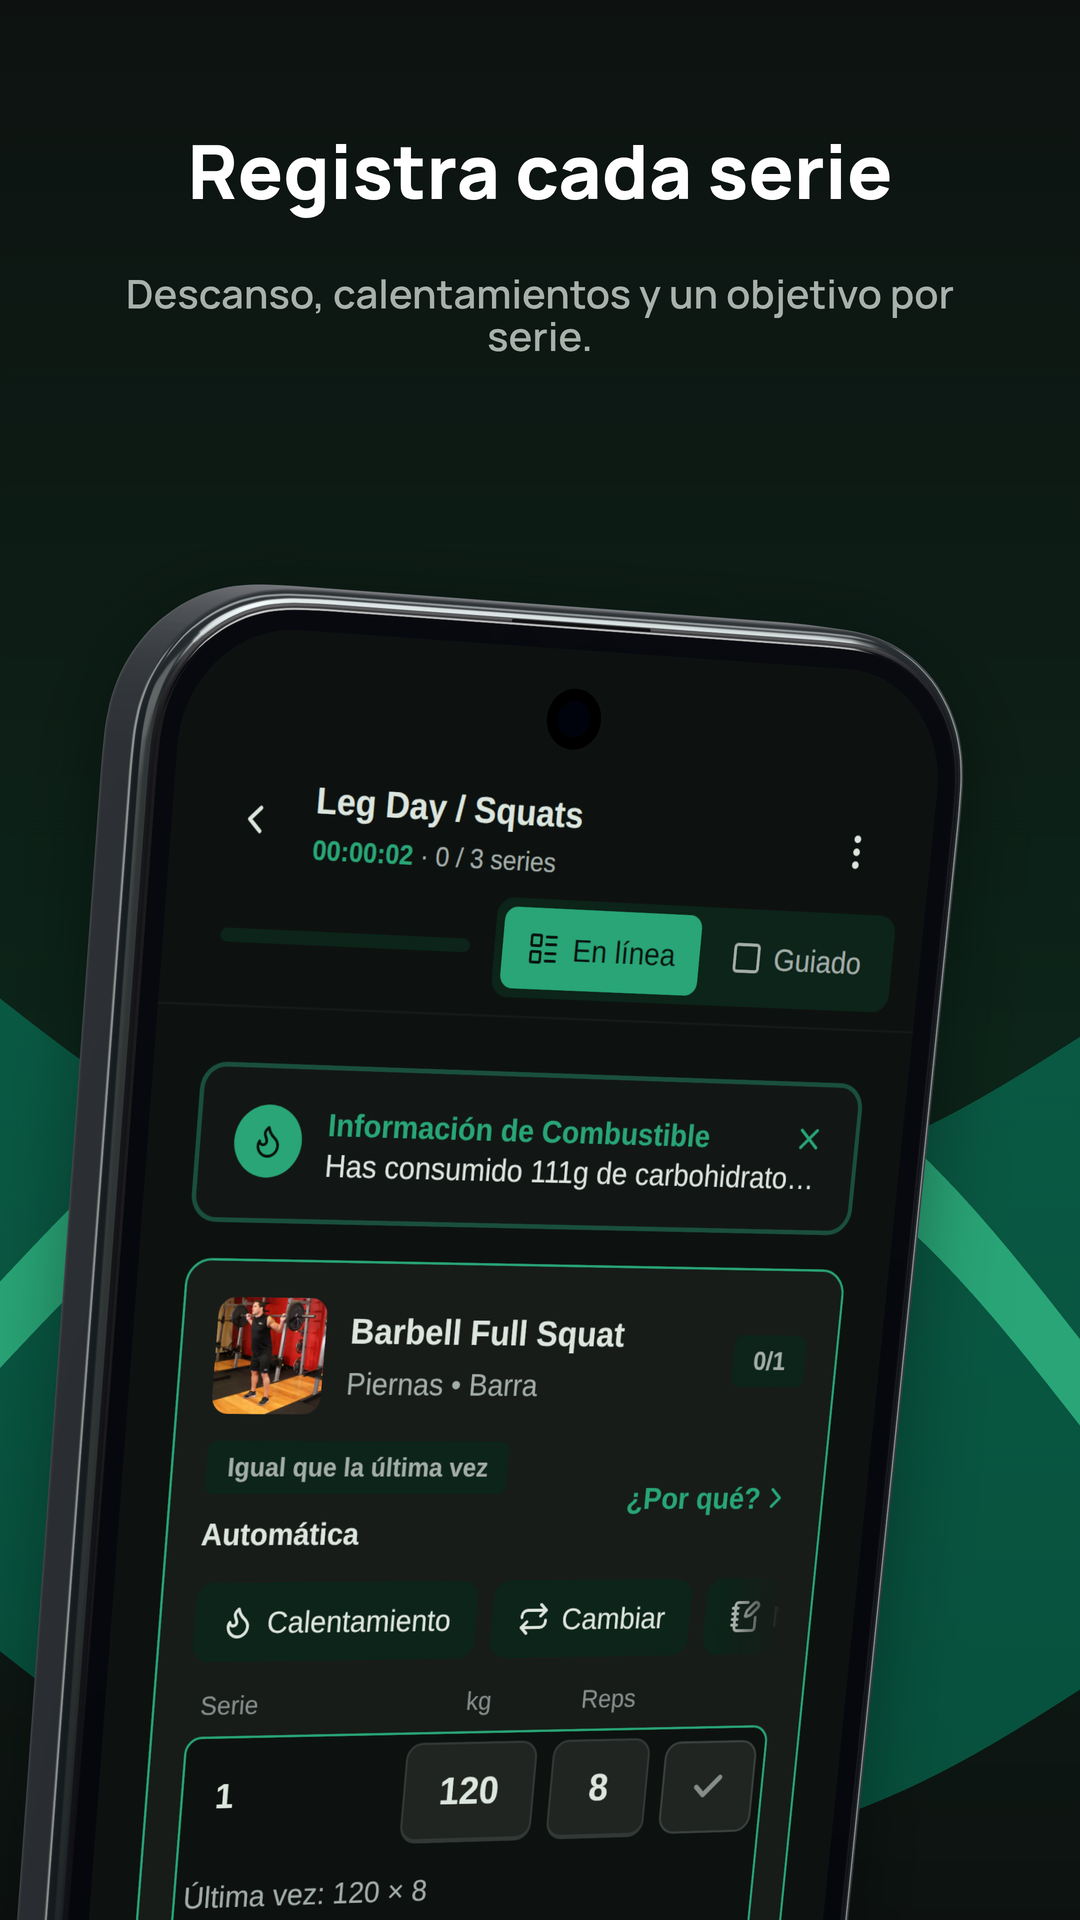 Registra cada serie
Descanso, calentamientos y un objetivo por
serie.
Leg Day / Squats
00:00:02 · 0 / 3 series
En línea
Guiado
Información de Combustible
Has consumido 111g de carbohidrato…
Barbell Full Squat
0/1
Piernas • Barra
Igual que la última vez
¿Por qué?
Automática
Calentamiento
Cambiar
Serie
kg
Reps
1
120
8
Última vez: 120 × 8